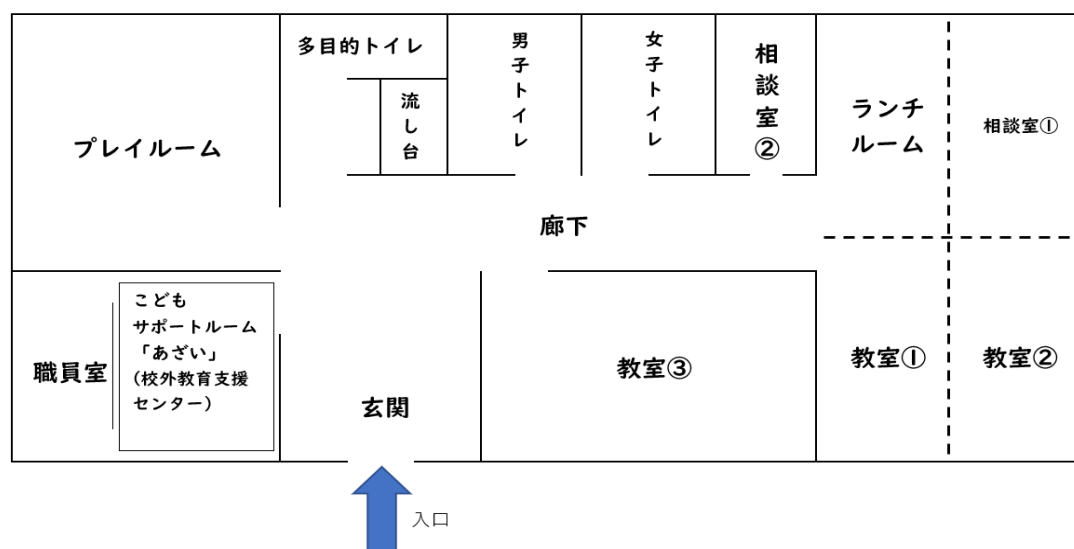 多目的トイレ
男子トイレ
女子トイレ
相談室②
流し台
プレイルーム
ランチ
ルーム
相談室①
廊下
職員室
こども
サポートルーム
「あざい」
(校外教育支援
センター)
玄関
教室③
教室①
教室②
入口